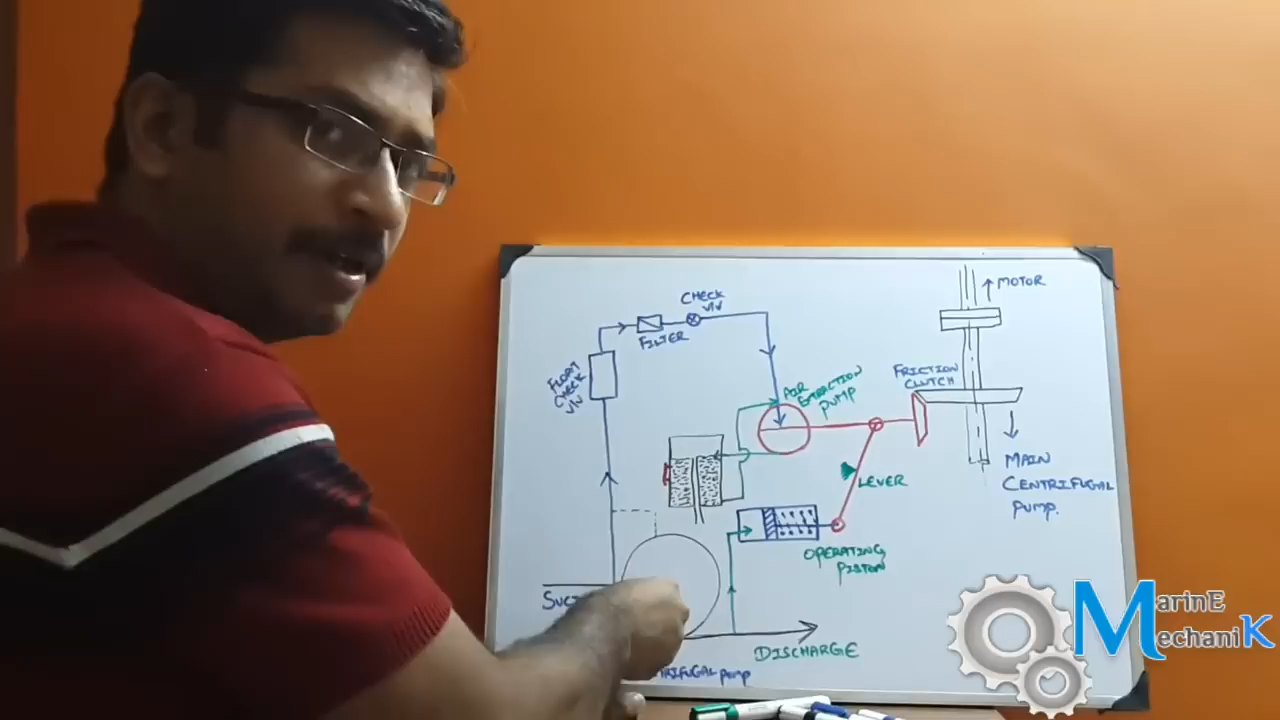 CHECK
V/V
MOTOR
FILTER
FLOAT
CHECK
V/V
FRICTION
CLUTCH
AIR
EXTRACTION
PUMP
MAIN
CENTRIFUGAL
PUMP.
LEVER
OPERATING
PISTON
DISCHARGE
MarinE
MechaniK